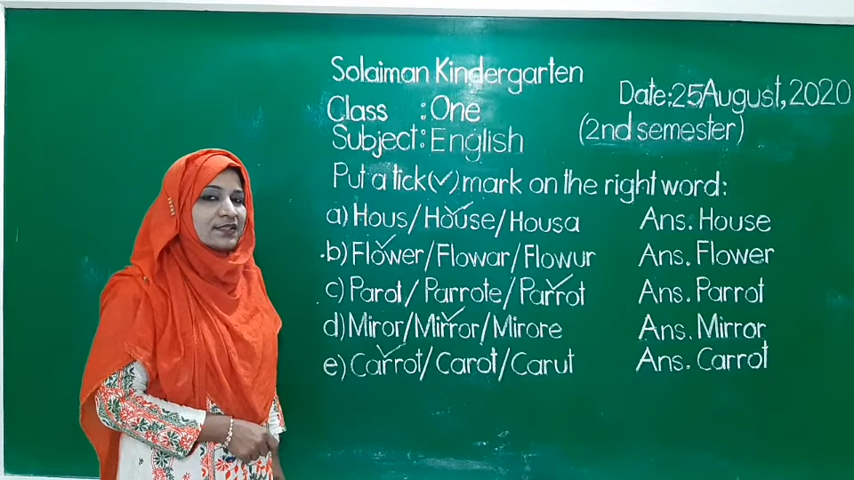 Solaiman Kindergarten
Date:25August,2020
Class :One
(2nd semester)
Subject:English
Put a tick(✓)mark on the right word:
a) Hous/House/Housa Ans. House
b) Flower/Flowar/Flowur Ans. Flower
c) Parot/Parrote/Parrot Ans. Parrot
d) Miror/Mirror/Mirore Ans. Mirror
e) Carrot/Carot/Carut Ans. Carrot